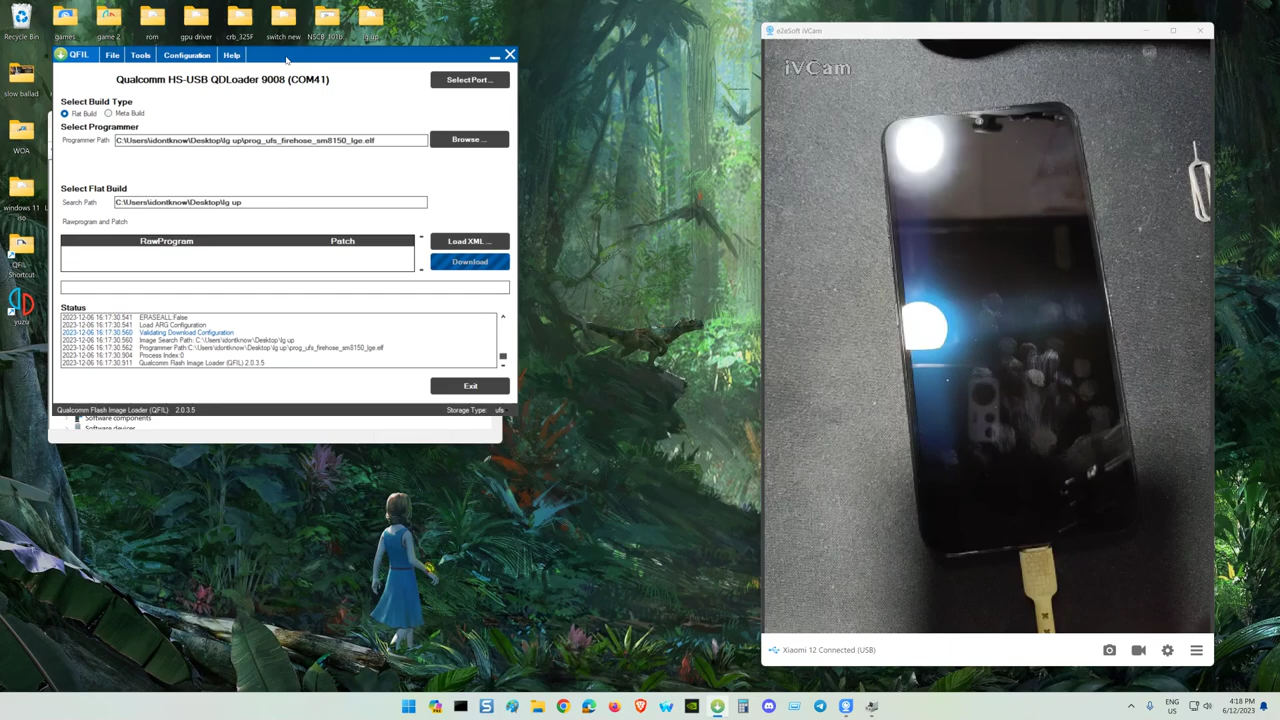 Recycle Bin
games
game 2
rom
gpu driver
crb_325F
switch new
lg up
slow ballad
WOA
windows 11
iso
QFIL -
Shortcut
yuzu
QFIL
File
Tools
Configuration
Help
Qualcomm HS-USB QDLoader 9008 (COM41)
Select Port...
Select Build Type
Flat Build
Meta Build
Select Programmer
Programmer Path
C:\Users\idontknow\Desktop\lg up\prog_ufs_firehose_sm8150_lge.elf
Browse ...
Select Flat Build
Search Path
C:\Users\idontknow\Desktop\lg up
Rawprogram and Patch
RawProgram
Patch
Load XML ...
Download
Status
2023-12-06 16:17:30.541 ERASEALL:False
2023-12-06 16:17:30.541 Load ARG Configuration
2023-12-06 16:17:30.560 Validating Download Configuration
2023-12-06 16:17:30.560 Image Search Path: C:\Users\idontknow\Desktop\lg up
2023-12-06 16:17:30.562 Programmer Path:C:\Users\idontknow\Desktop\lg up\prog_ufs_firehose_sm8150_lge.elf
2023-12-06 16:17:30.904 Process Index:0
2023-12-06 16:17:30.911 Qualcomm Flash Image Loader (QFIL) 2.0.3.5
Exit
Qualcomm Flash Image Loader (QFIL) 2.0.3.5
Storage Type: ufs
Software components
Software devices
e2eSoft iVCam
iVCam
Xiaomi 12 Connected (USB)
ENG
US
4:18 PM
6/12/2023